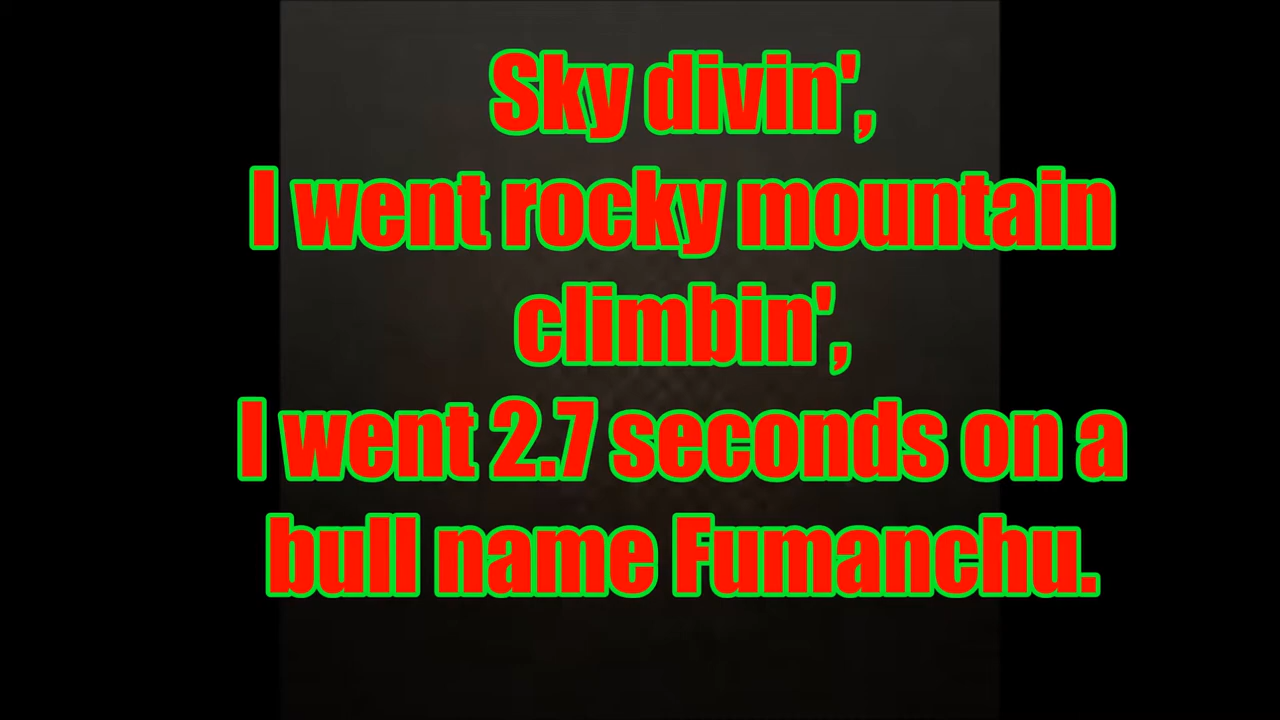 Sky divin',
I went rocky mountain
climbin',
I went 2.7 seconds on a
bull name Fumanchu.